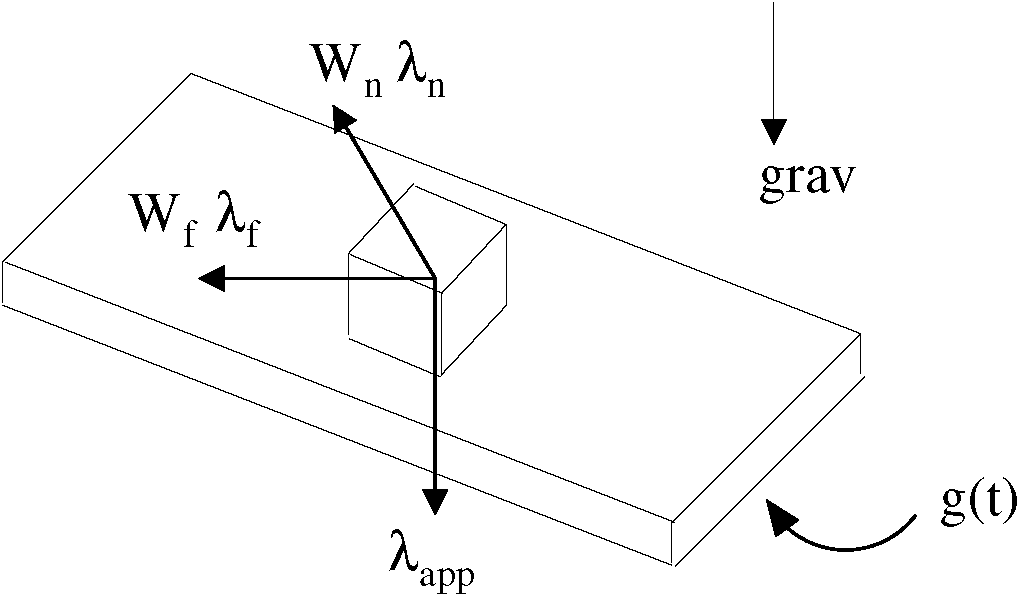 W_n λ_n
grav
W_f λ_f
λ_app
g(t)